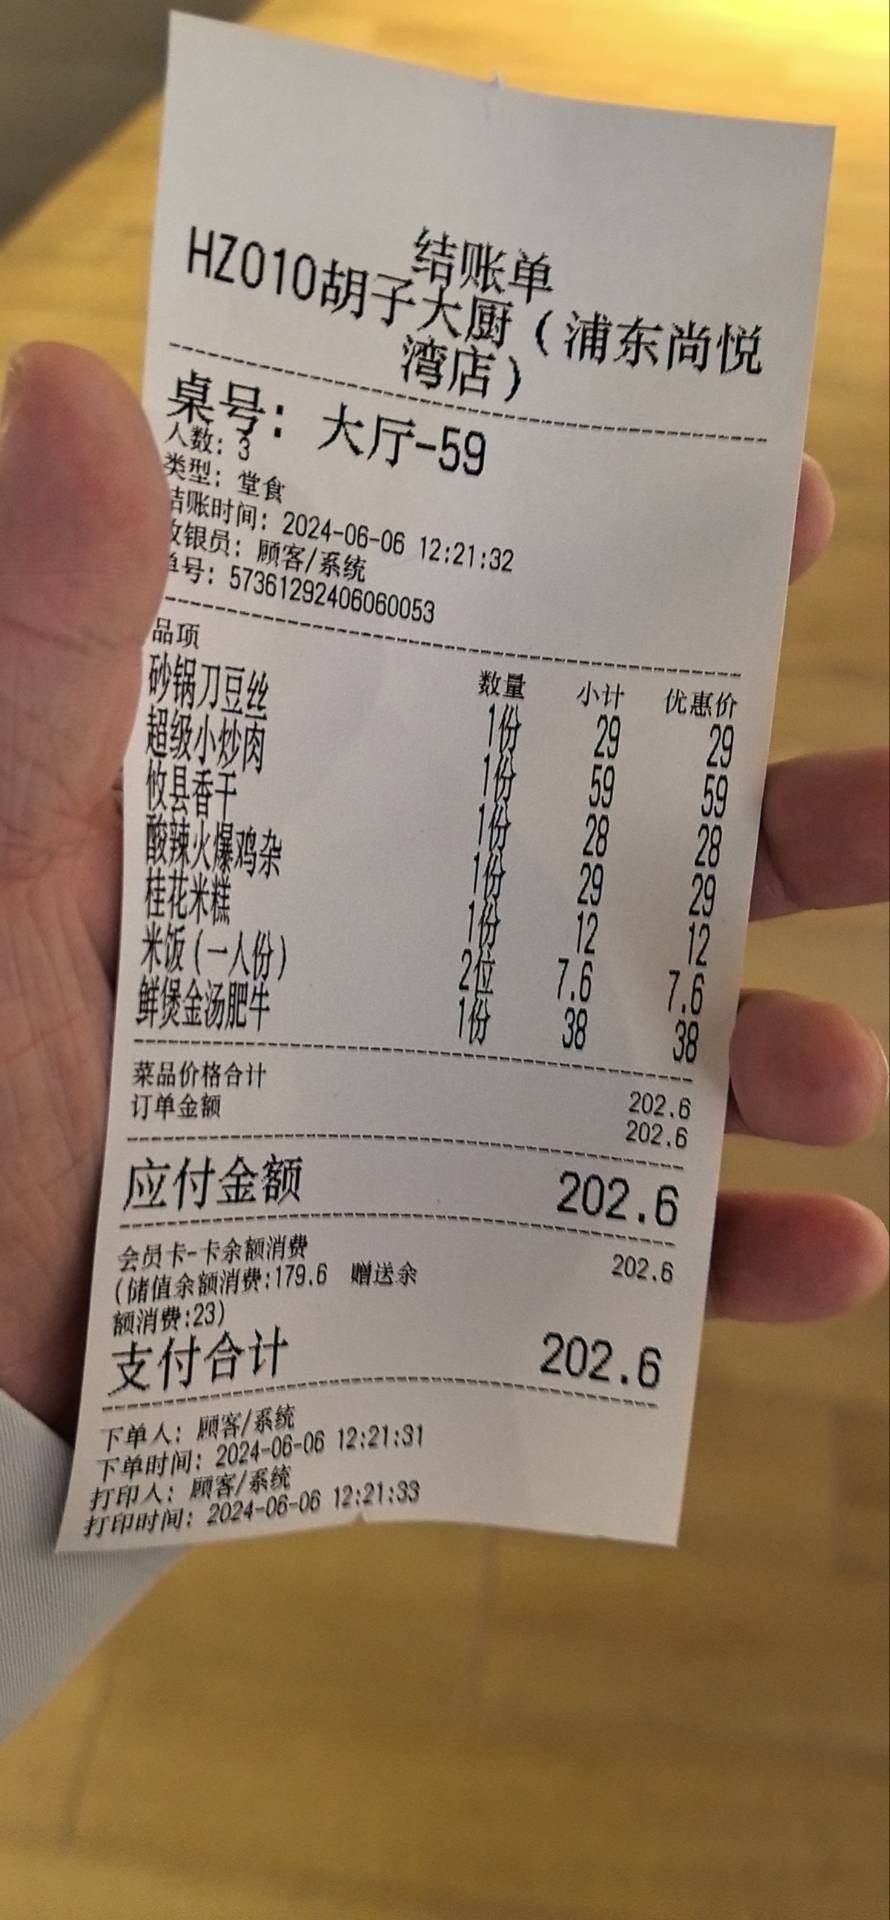 结账单
HZ010胡子大厨（浦东尚悦
湾店）
桌号：大厅-59
人数：3
类型：堂食
结账时间：2024-06-06 12:21:32
收银员：顾客/系统
单号：57361292406060053
品项 数量 小计 优惠价
砂锅刀豆丝 1份 29 29
超级小炒肉 1份 59 59
攸县香干 1份 28 28
酸辣火爆鸡杂 1份 29 29
桂花米糕 1份 12 12
米饭(一人份) 2位 7.6 7.6
鲜煲金汤肥牛 1份 38 38
菜品价格合计 202.6
订单金额 202.6
应付金额 202.6
会员卡-卡余额消费 202.6
(储值余额消费:179.6 赠送余
额消费:23)
支付合计 202.6
下单人：顾客/系统
下单时间：2024-06-06 12:21:31
打印人：顾客/系统
打印时间：2024-06-06 12:21:33